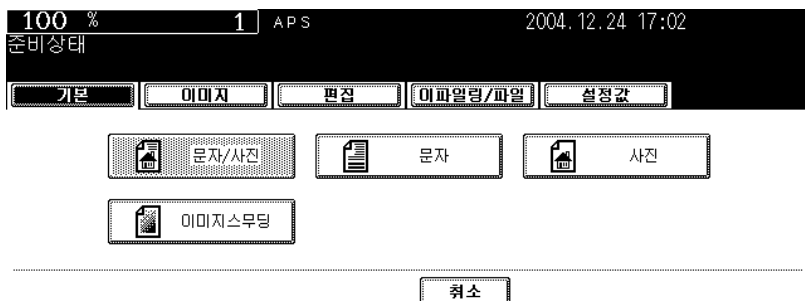 100 % 1 APS 2004.12.24 17:02
준비상태
기본 이미지 편집 이파일링/파일 설정값
문자/사진 문자 사진
이미지스무딩
취소